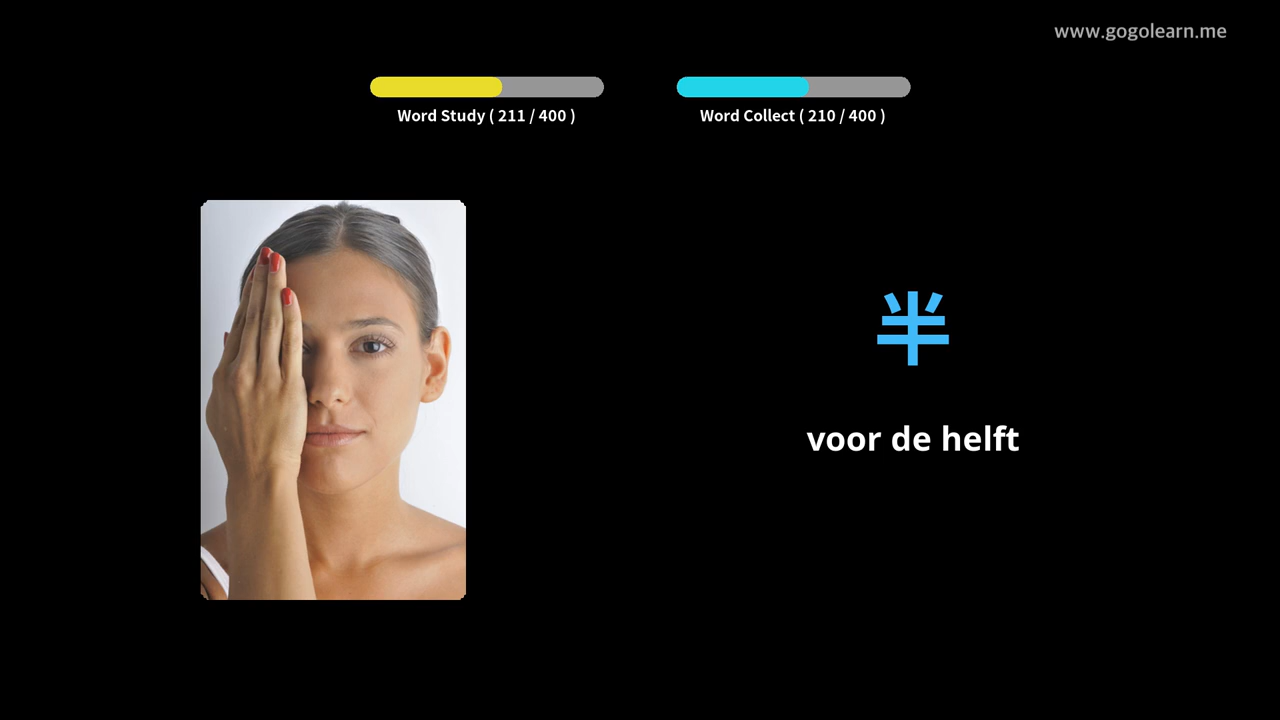 www.gogolearn.me
Word Study ( 211 / 400 )
Word Collect ( 210 / 400 )
半
voor de helft